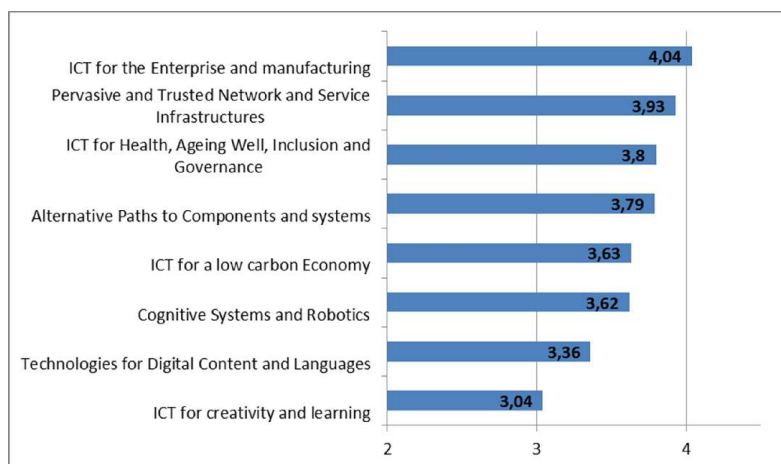 ICT for the Enterprise and manufacturing
4,04
Pervasive and Trusted Network and Service
Infrastructures
3,93
ICT for Health, Ageing Well, Inclusion and
Governance
3,8
Alternative Paths to Components and systems
3,79
ICT for a low carbon Economy
3,63
Cognitive Systems and Robotics
3,62
Technologies for Digital Content and Languages
3,36
ICT for creativity and learning
3,04
2 3 4